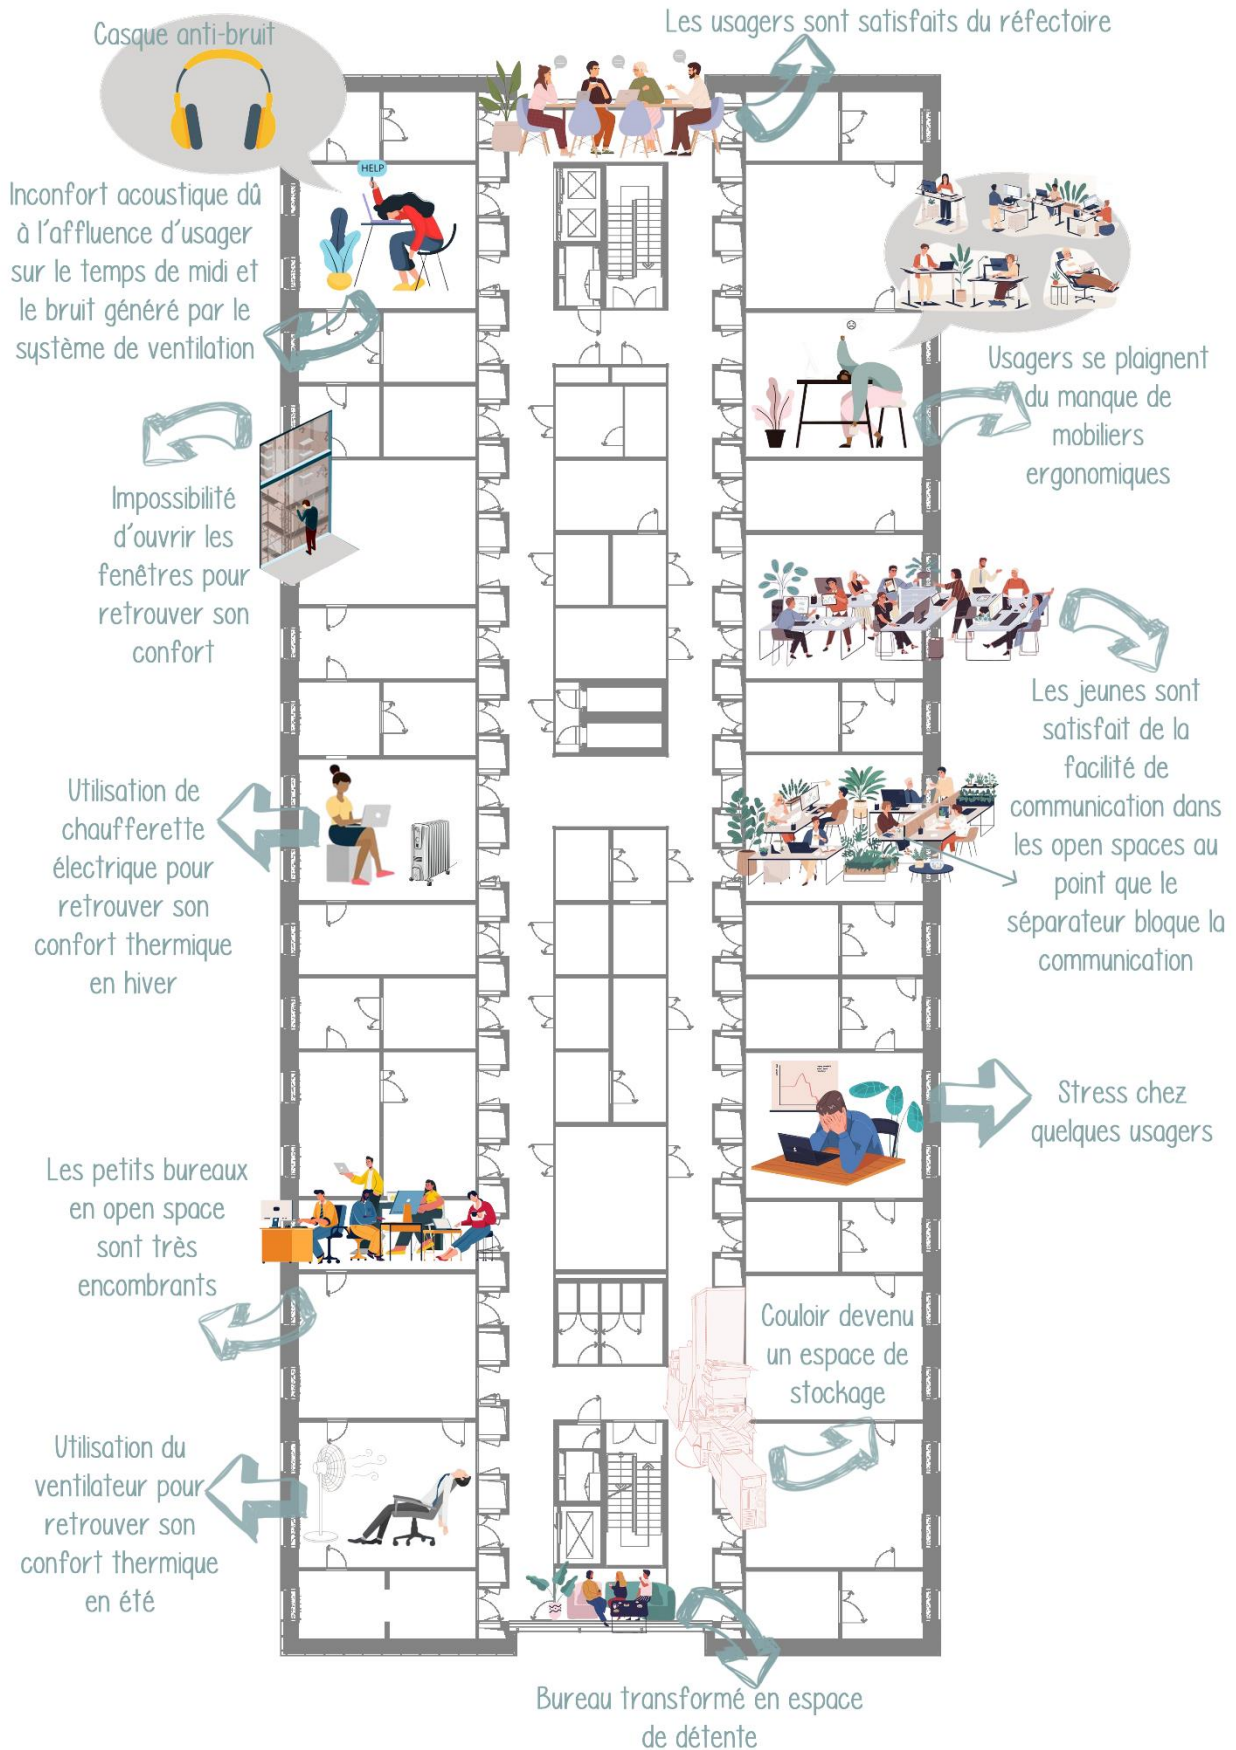 Casque anti-bruit
Les usagers sont satisfaits du réfectoire
HELP
Inconfort acoustique dû
à l'affluence d'usager
sur le temps de midi et
le bruit généré par le
système de ventilation
Usagers se plaignent
du manque de
mobiliers
ergonomiques
Impossibilité
d'ouvrir les
fenêtres pour
retrouver son
confort
Les jeunes sont
satisfait de la
facilité de
communication dans
les open spaces au
point que le
séparateur bloque la
communication
Utilisation de
chaufferette
électrique pour
retrouver son
confort thermique
en hiver
Stress chez
quelques usagers
Les petits bureaux
en open space
sont très
encombrants
Couloir devenu
un espace de
stockage
Utilisation du
ventilateur pour
retrouver son
confort thermique
en été
Bureau transformé en espace
de détente